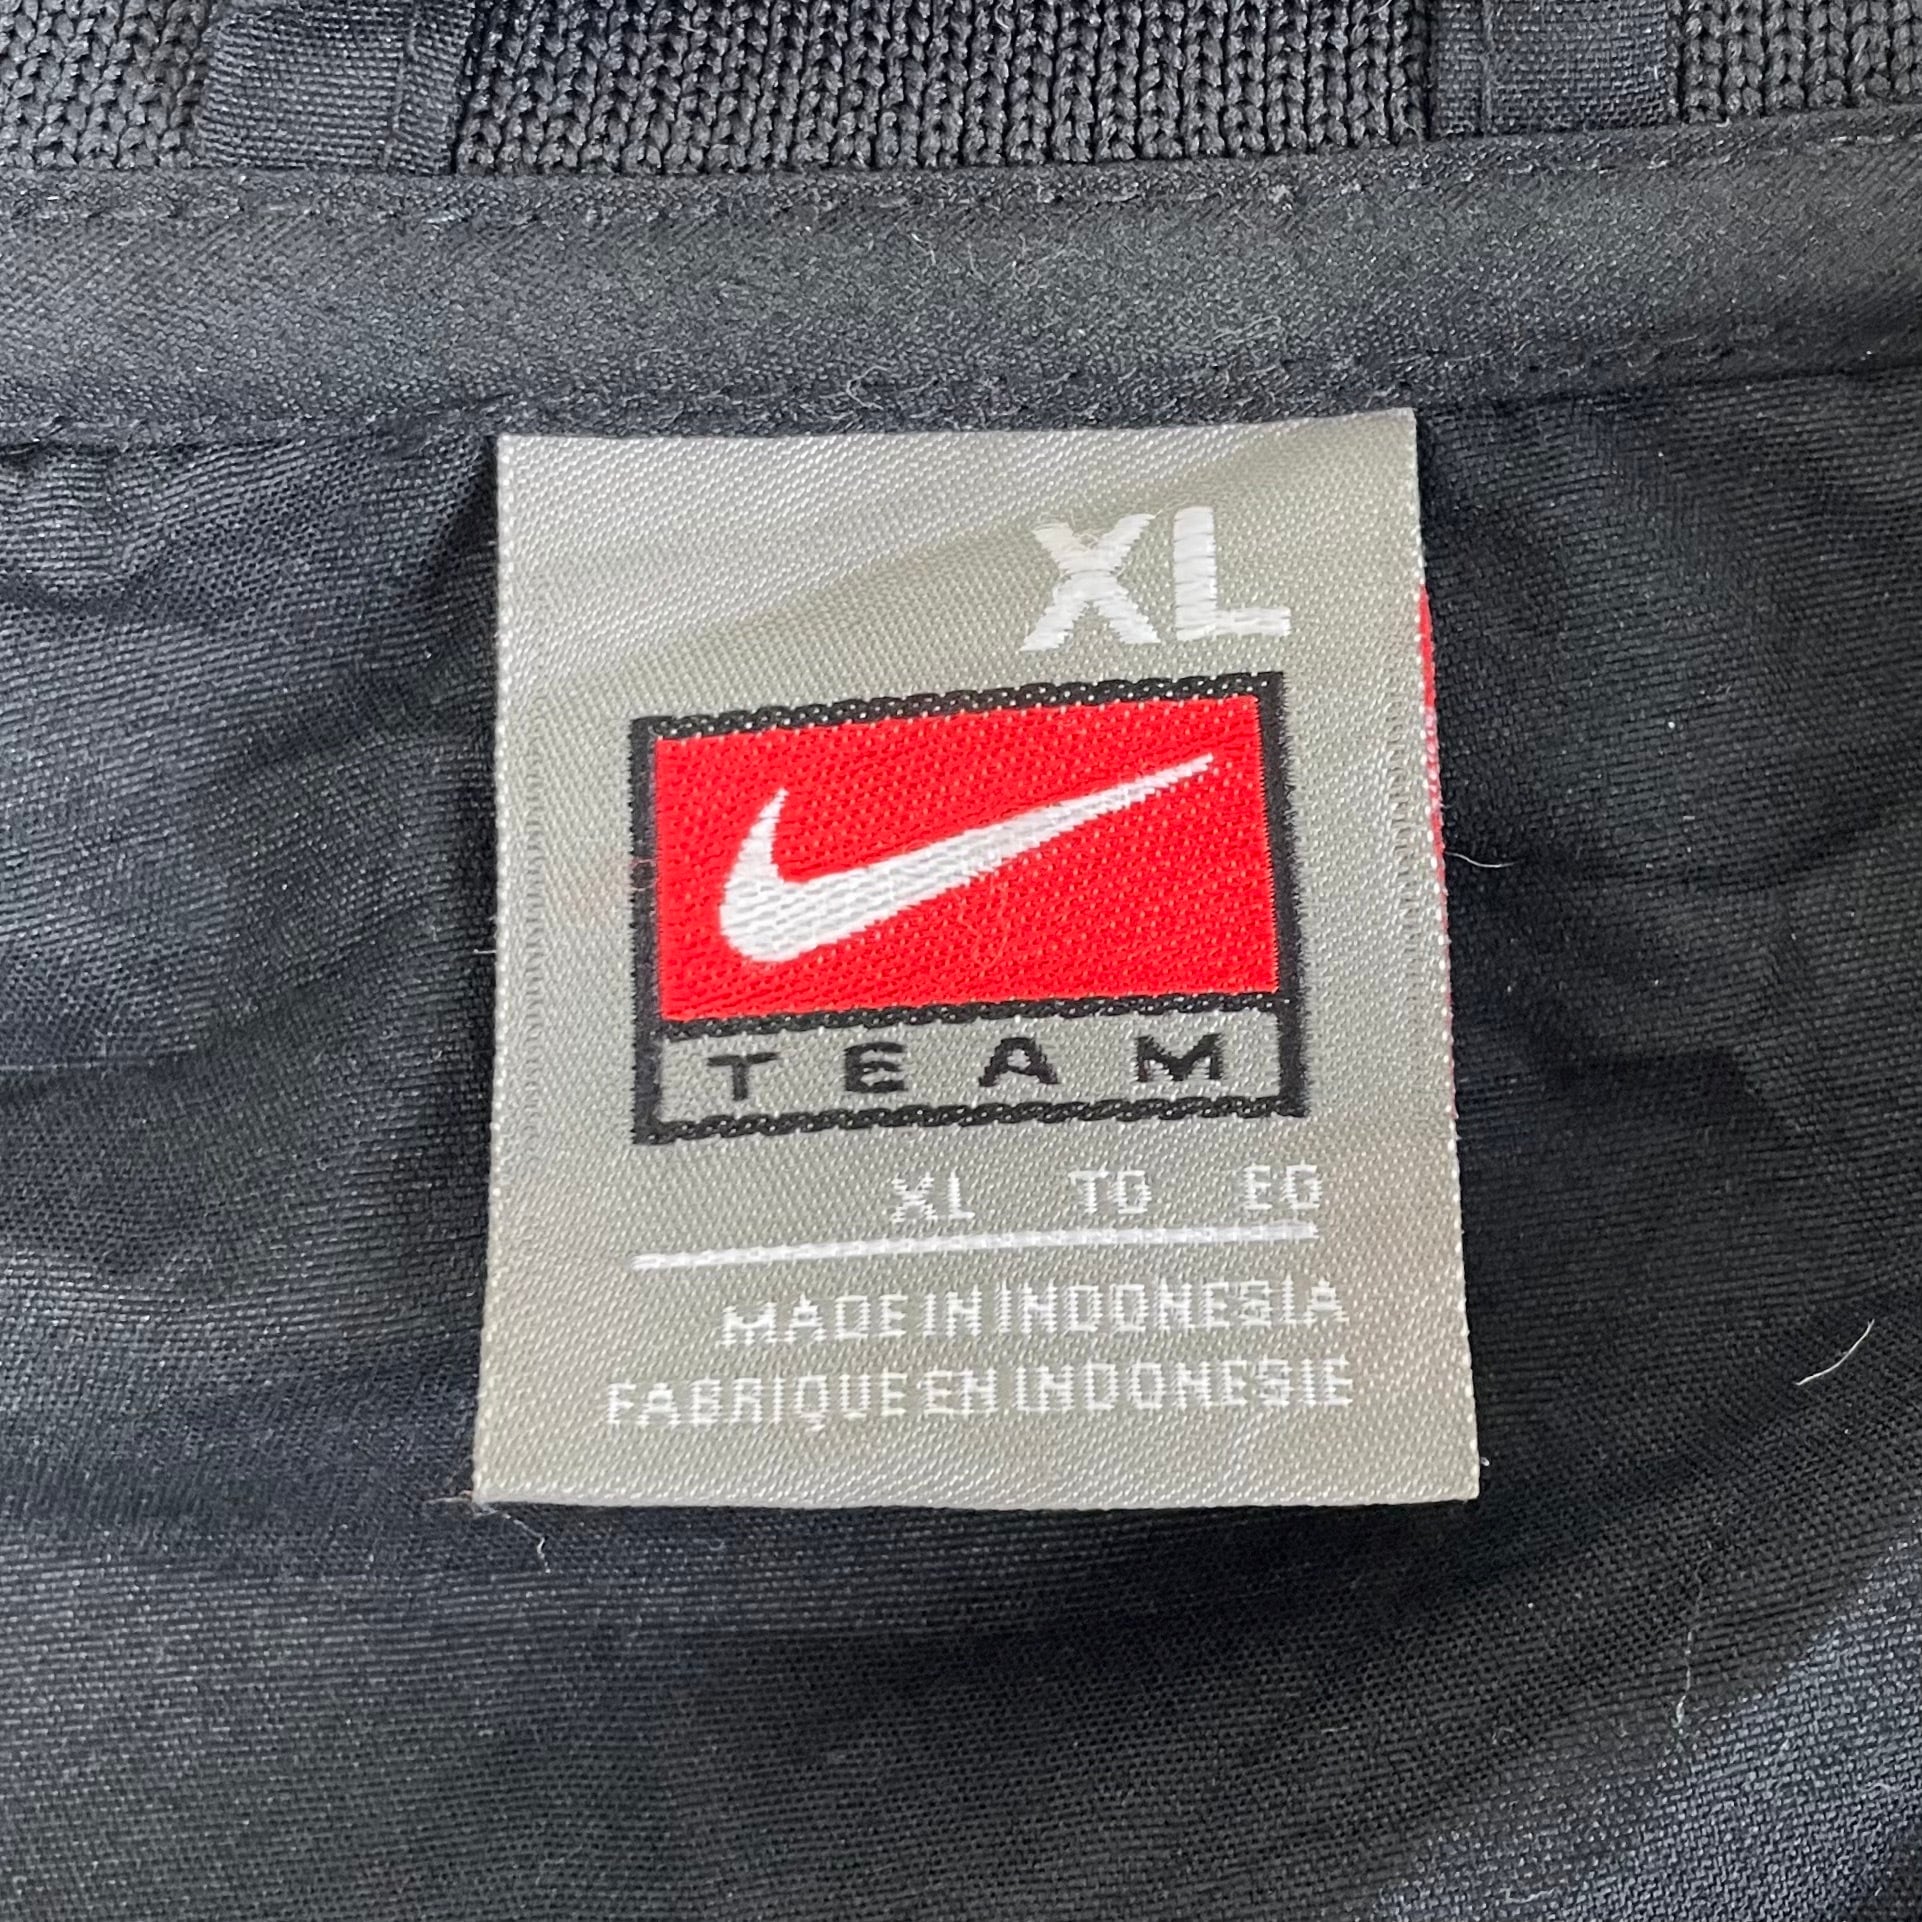 XL
TEAM
XL TG EG
MADE IN INDONESIA
FABRIQUE EN INDONESIE